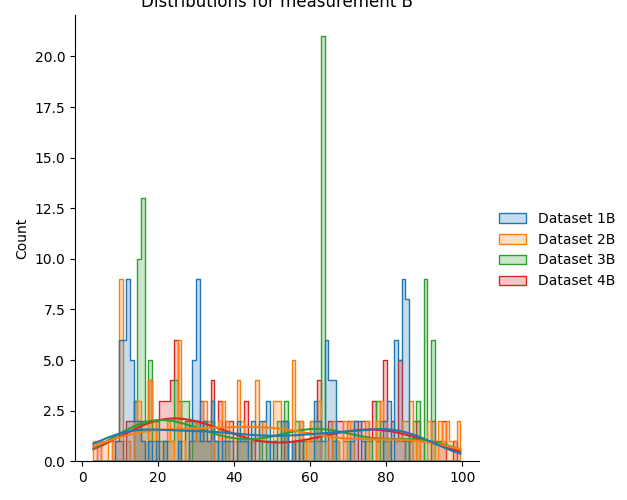 Distributions for measurement B
20.0
17.5
15.0
12.5
10.0
7.5
5.0
2.5
0.0
Count
0 20 40 60 80 100
Dataset 1B
Dataset 2B
Dataset 3B
Dataset 4B